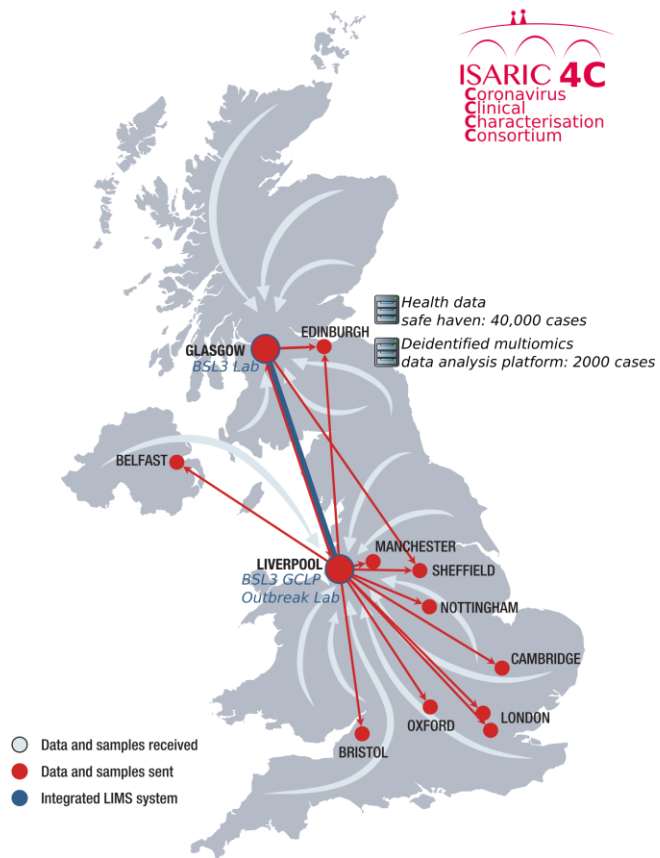 ISARIC 4C
Coronavirus
Clinical
Characterisation
Consortium
Health data
safe haven: 40,000 cases
EDINBURGH
GLASGOW
BSL3 Lab
Deidentified multiomics
data analysis platform: 2000 cases
BELFAST
MANCHESTER
LIVERPOOL
SHEFFIELD
BSL3 GCLP
Outbreak Lab
NOTTINGHAM
CAMBRIDGE
LONDON
OXFORD
BRISTOL
Data and samples received
Data and samples sent
Integrated LIMS system